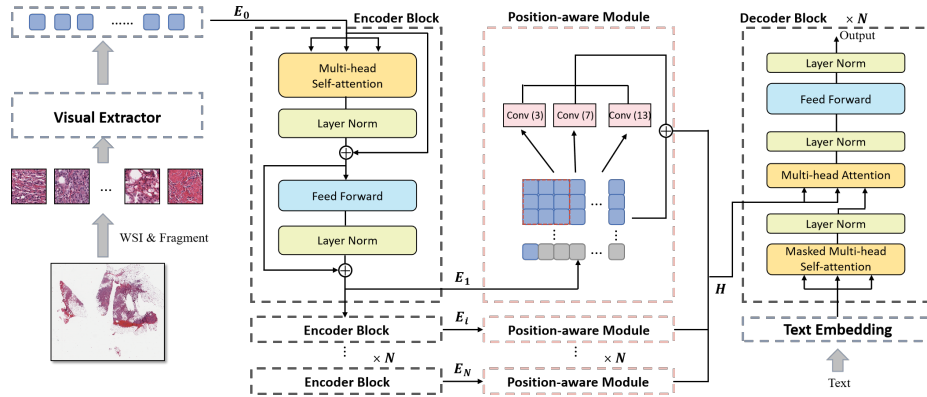 ......
E₀
Visual Extractor
...
WSI & Fragment
Encoder Block
Multi-head
Self-attention
Layer Norm
Feed Forward
Layer Norm
E₁
Encoder Block
× N
Encoder Block
Eᵢ
E_N
Position-aware Module
Conv (3)
Conv (7)
Conv (13)
Position-aware Module
× N
Position-aware Module
H
Decoder Block × N
Output
Layer Norm
Feed Forward
Layer Norm
Multi-head Attention
Layer Norm
Masked Multi-head
Self-attention
Text Embedding
Text